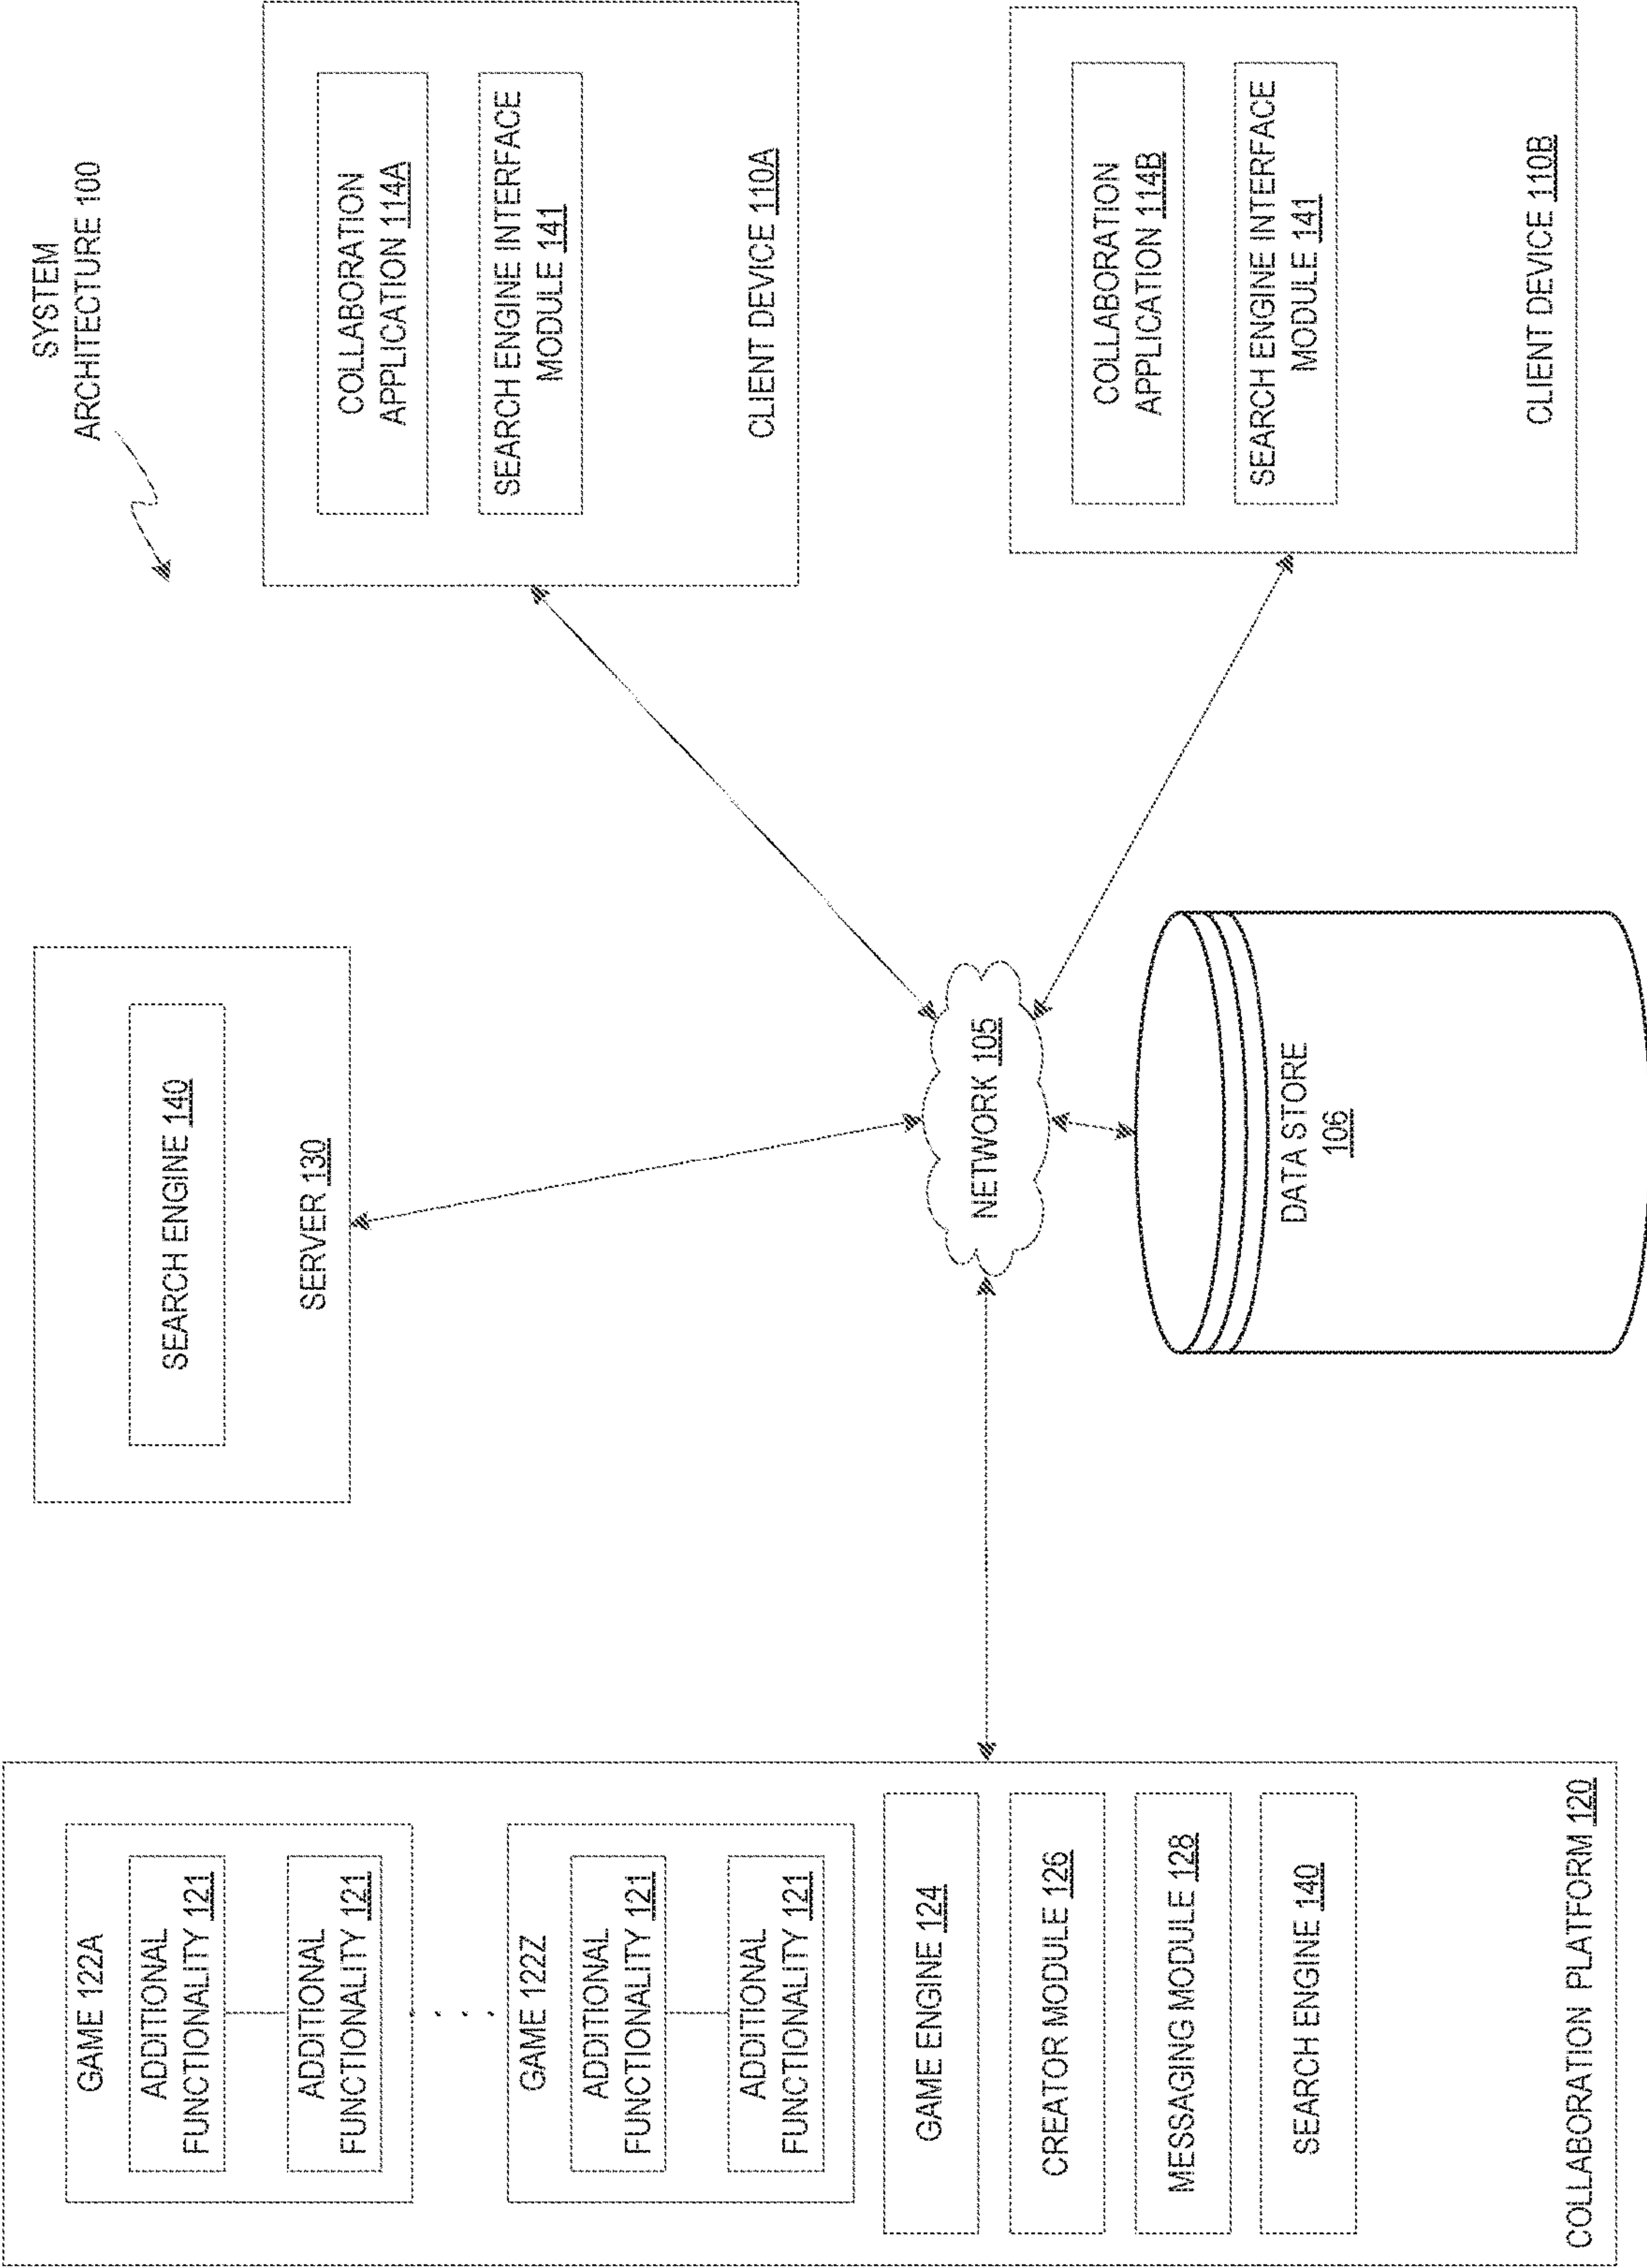 SYSTEM
ARCHITECTURE 100
GAME 122A
ADDITIONAL
FUNCTIONALITY 121
ADDITIONAL
FUNCTIONALITY 121
. . .
GAME 122Z
ADDITIONAL
FUNCTIONALITY 121
ADDITIONAL
FUNCTIONALITY 121
GAME ENGINE 124
CREATOR MODULE 126
MESSAGING MODULE 128
SEARCH ENGINE 140
COLLABORATION PLATFORM 120
SEARCH ENGINE 140
SERVER 130
NETWORK 105
DATA STORE
106
COLLABORATION
APPLICATION 114A
SEARCH ENGINE INTERFACE
MODULE 141
CLIENT DEVICE 110A
COLLABORATION
APPLICATION 114B
SEARCH ENGINE INTERFACE
MODULE 141
CLIENT DEVICE 110B